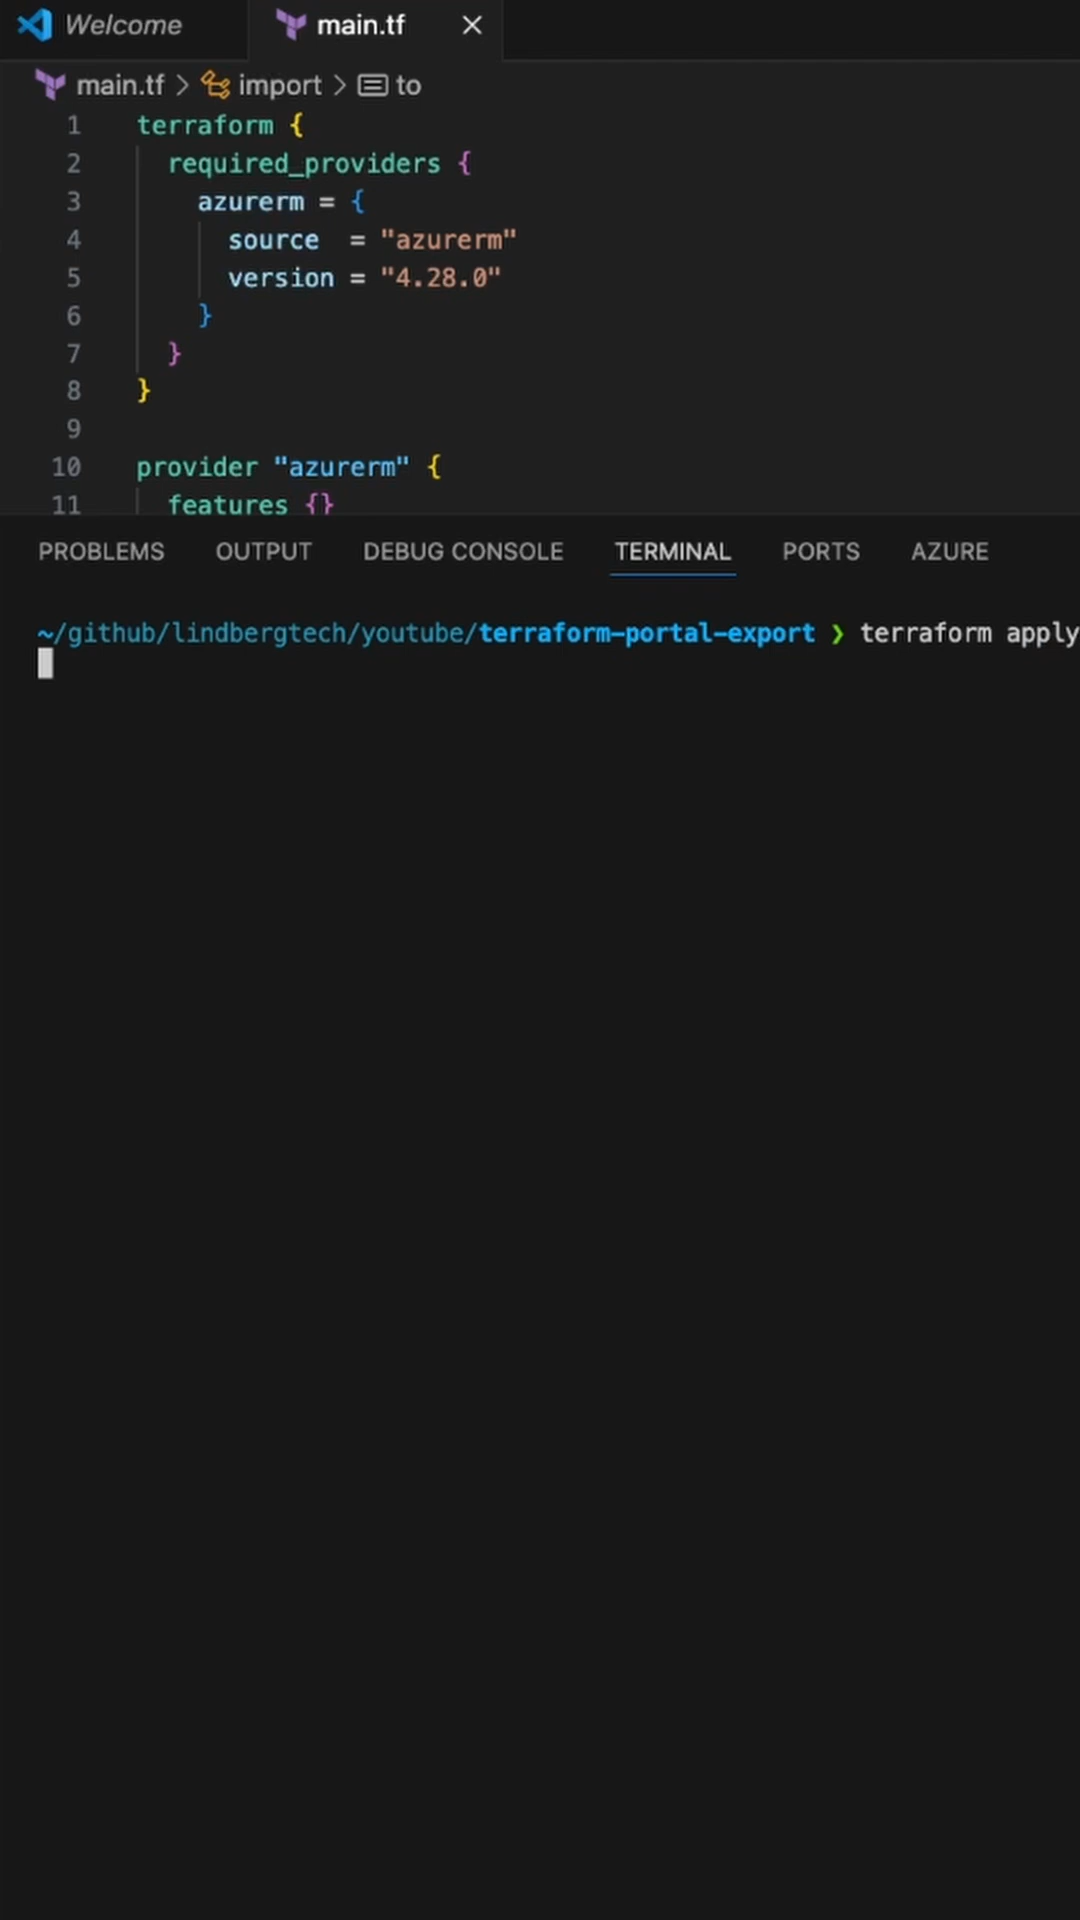 Welcome main.tf
main.tf > import > to
1 terraform {
2 required_providers {
3 azurerm = {
4 source = "azurerm"
5 version = "4.28.0"
6 }
7 }
8 }
9
10 provider "azurerm" {
11 features {}
PROBLEMS OUTPUT DEBUG CONSOLE TERMINAL PORTS AZURE
~/github/lindbergtech/youtube/terraform-portal-export ❯ terraform apply